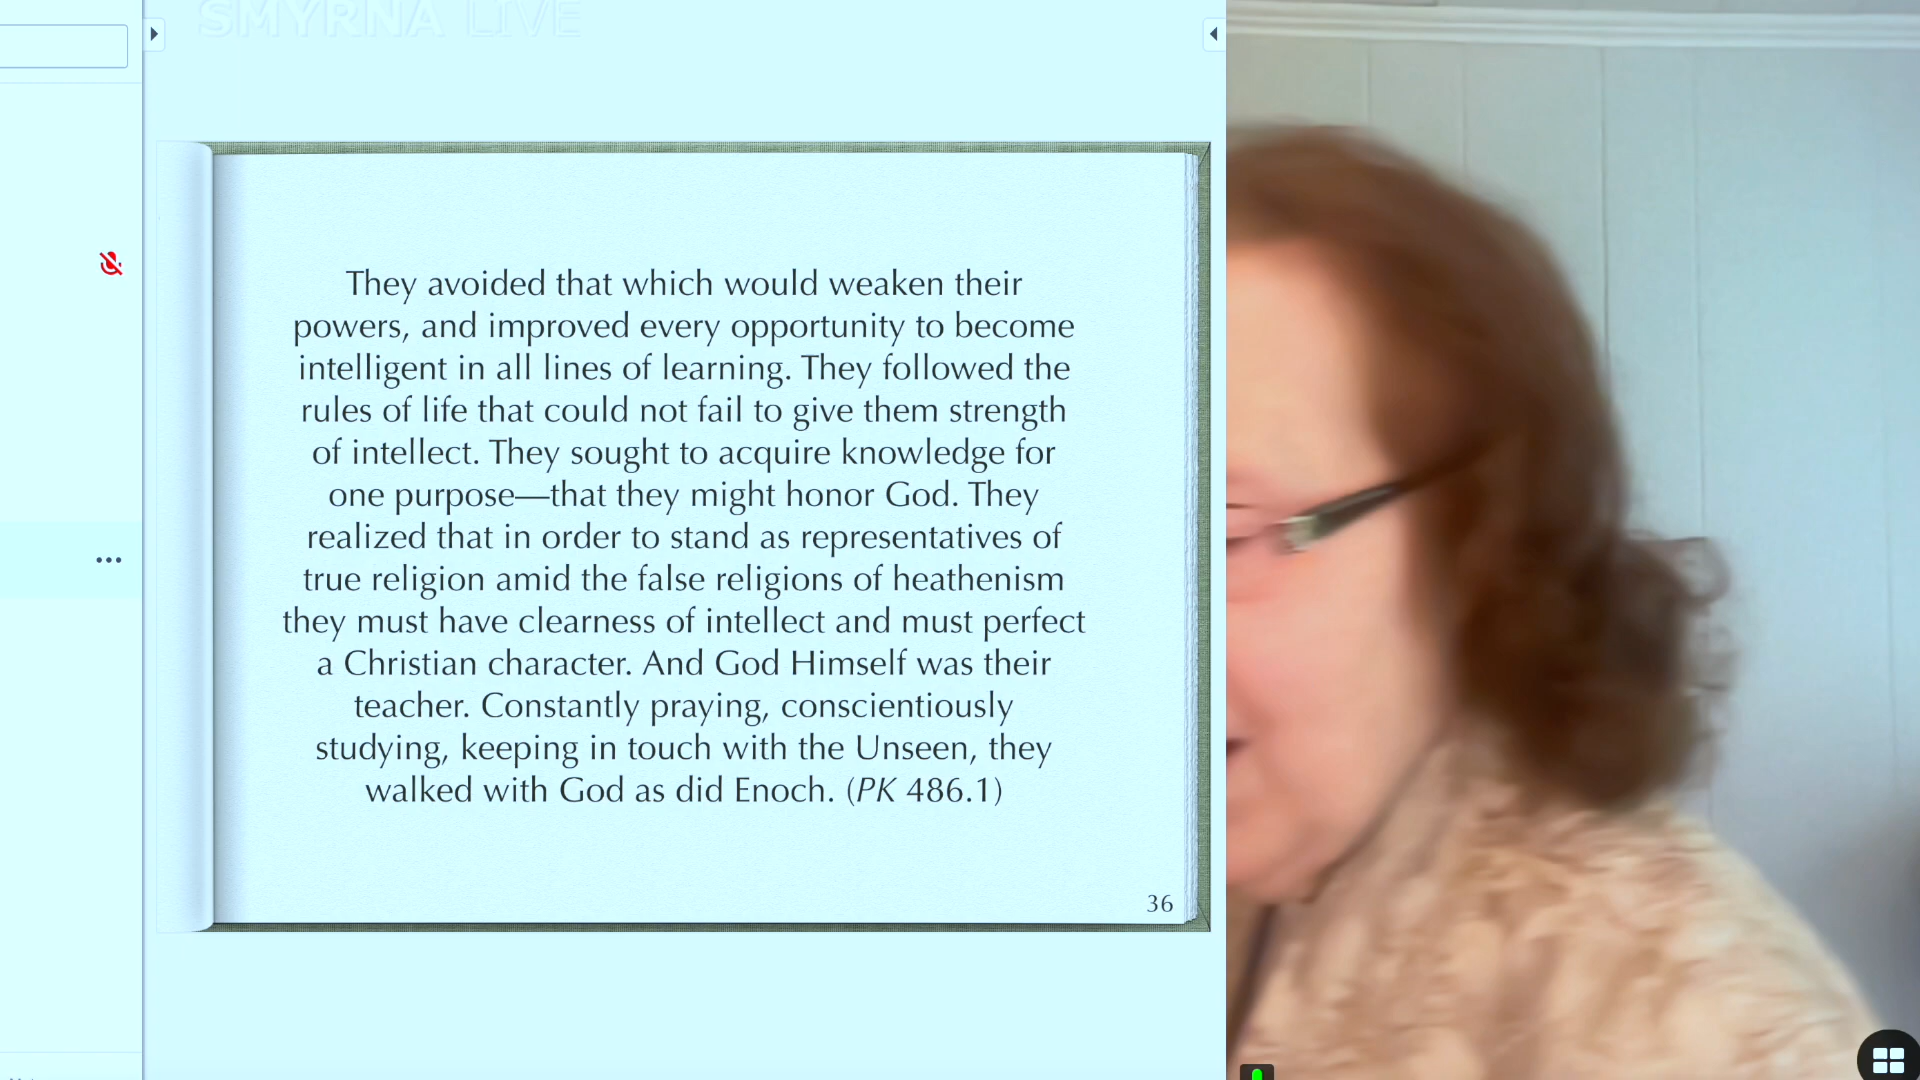 SMYRNA LIVE
They avoided that which would weaken their
powers, and improved every opportunity to become
intelligent in all lines of learning. They followed the
rules of life that could not fail to give them strength
of intellect. They sought to acquire knowledge for
one purpose—that they might honor God. They
realized that in order to stand as representatives of
true religion amid the false religions of heathenism
they must have clearness of intellect and must perfect
a Christian character. And God Himself was their
teacher. Constantly praying, conscientiously
studying, keeping in touch with the Unseen, they
walked with God as did Enoch. (PK 486.1)
36